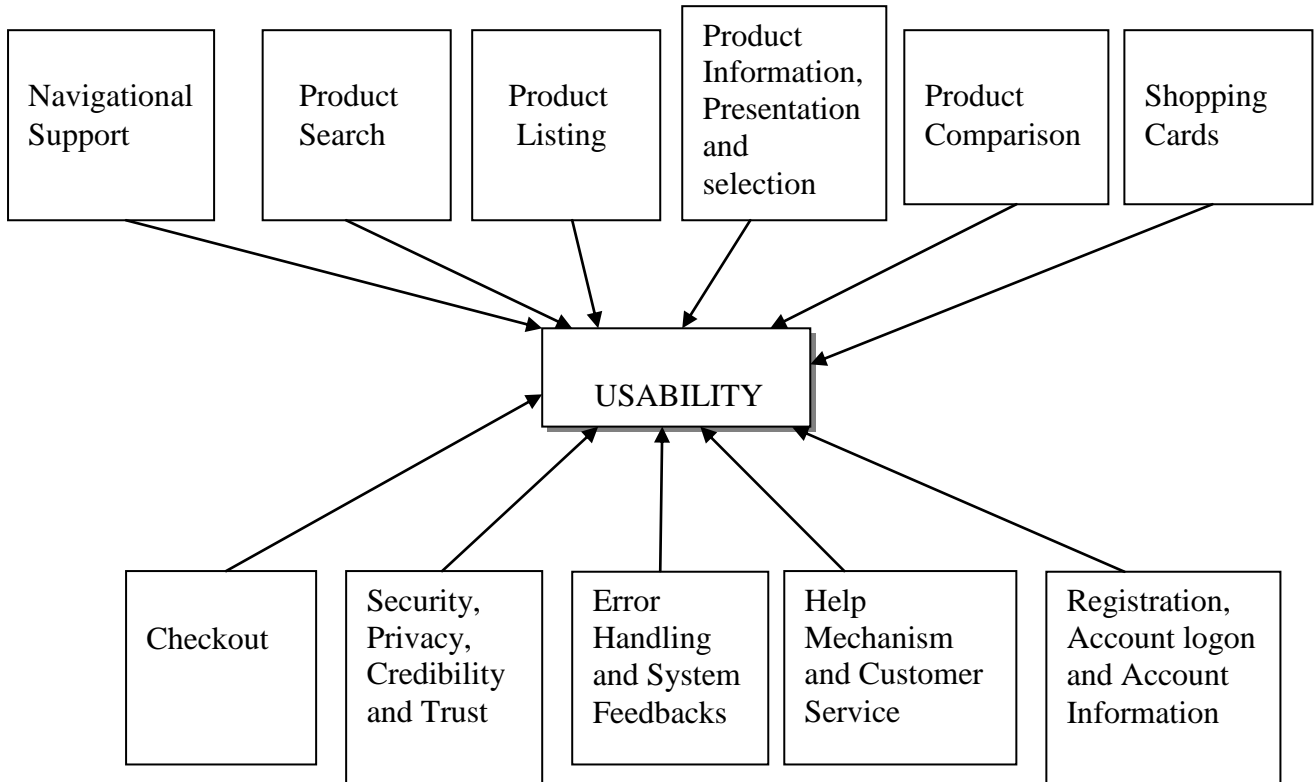 Navigational
Support
Product
Search
Product
Listing
Product
Information,
Presentation
and
selection
Product
Comparison
Shopping
Cards
USABILITY
Checkout
Security,
Privacy,
Credibility
and Trust
Error
Handling
and System
Feedbacks
Help
Mechanism
and Customer
Service
Registration,
Account logon
and Account
Information